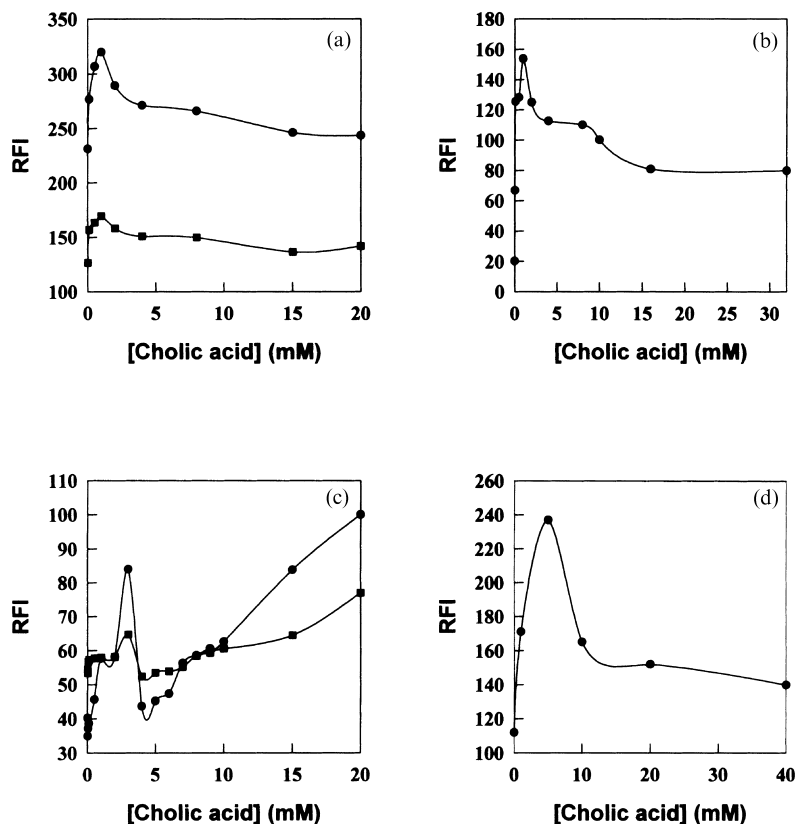 350
300
250
200
150
100
RFI
(a)
0 5 10 15 20
[Cholic acid] (mM)
180
160
140
120
100
80
60
40
20
0
RFI
(b)
0 5 10 15 20 25 30
[Cholic acid] (mM)
110
100
90
80
70
60
50
40
30
RFI
(c)
0 5 10 15 20
[Cholic acid] (mM)
260
240
220
200
180
160
140
120
100
RFI
(d)
0 10 20 30 40
[Cholic acid] (mM)